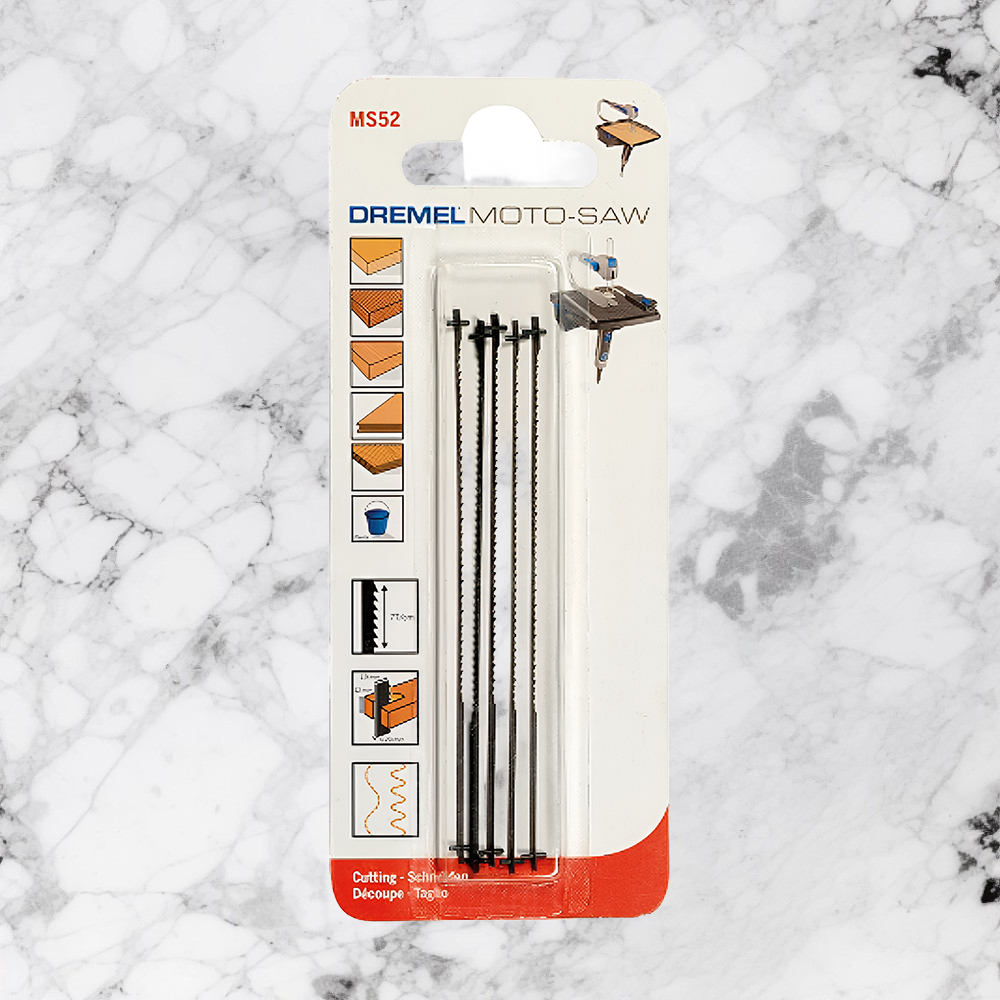 MS52
DREMEL MOTO-SAW
Cutting - Schneiden
Découpe - Taglio